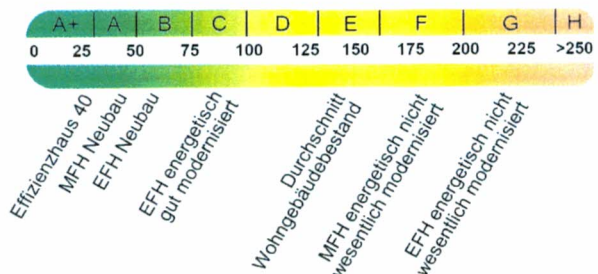 A+ A B C D E F G H
0 25 50 75 100 125 150 175 200 225 >250
Effizienzhaus 40
MFH Neubau
EFH Neubau
EFH energetisch
gut modernisiert
Durchschnitt
Wohngebäudebestand
MFH energetisch nicht
wesentlich modernisiert
EFH energetisch nicht
wesentlich modernisiert